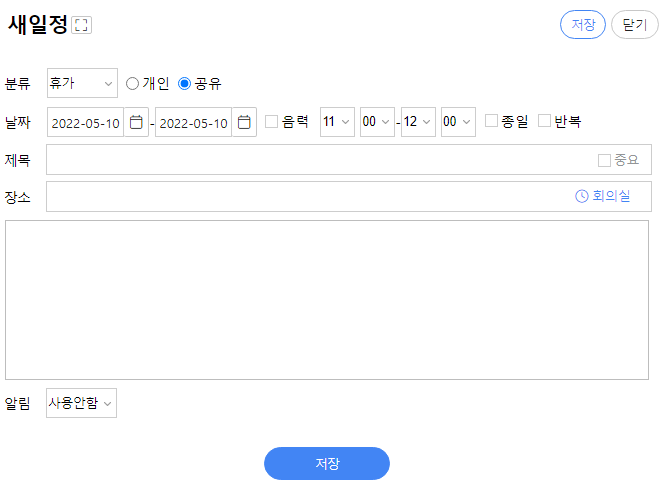 새일정 저장 닫기
분류 휴가 개인 공유
날짜 2022-05-10 - 2022-05-10 음력 11 00 - 12 00 종일 반복
제목 중요
장소 회의실
알림 사용안함
저장